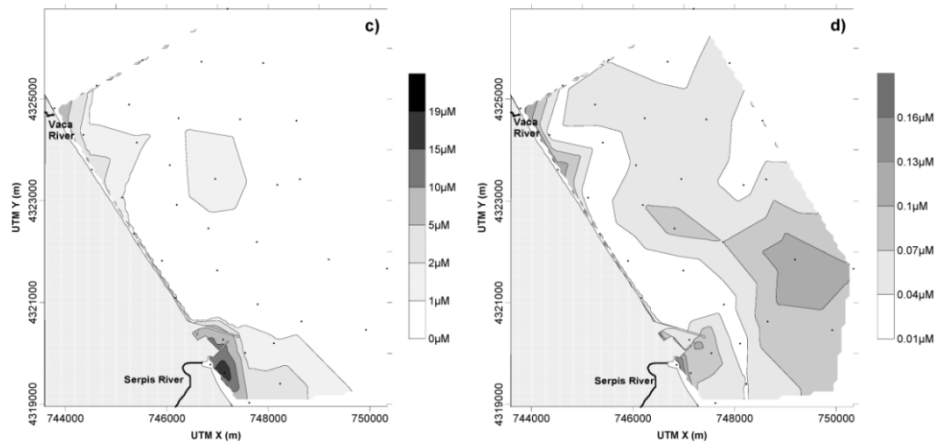 c)
4325000
4323000
4321000
4319000
UTM Y (m)
Vaca
River
Serpis River
744000
746000
748000
750000
UTM X (m)
19µM
15µM
10µM
5µM
2µM
1µM
0µM
d)
4325000
4323000
4321000
4319000
UTM Y (m)
Vaca
River
Serpis River
744000
746000
748000
750000
UTM X (m)
0.16µM
0.13µM
0.1µM
0.07µM
0.04µM
0.01µM